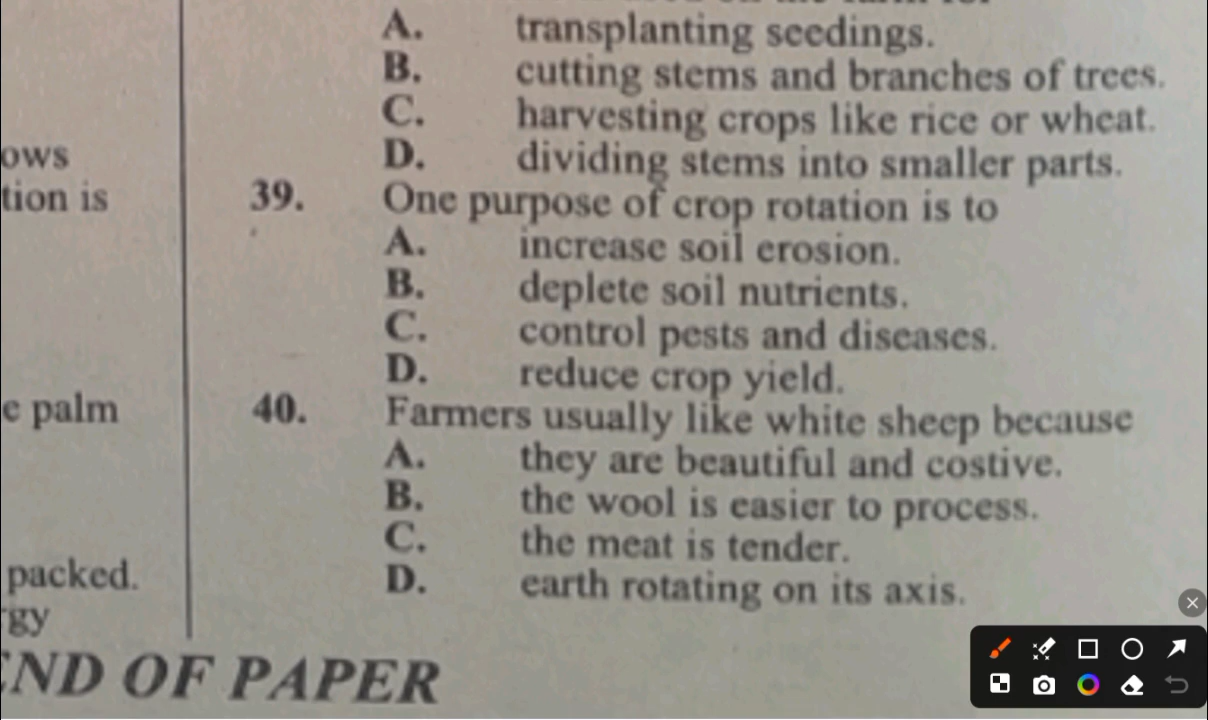 A. transplanting seedings.
B. cutting stems and branches of trees.
C. harvesting crops like rice or wheat.
ows
D. dividing stems into smaller parts.
tion is
39. One purpose of crop rotation is to
A. increase soil erosion.
B. deplete soil nutrients.
C. control pests and diseases.
D. reduce crop yield.
e palm
40. Farmers usually like white sheep because
A. they are beautiful and costive.
B. the wool is easier to process.
C. the meat is tender.
packed.
D. earth rotating on its axis.
gy
END OF PAPER